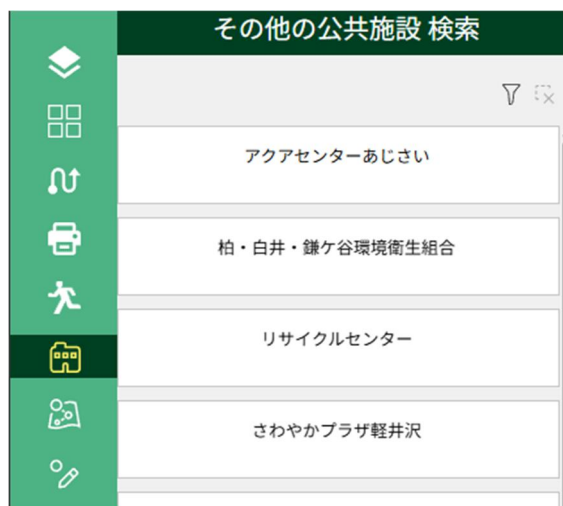 その他の公共施設 検索
アクアセンターあじさい
柏・白井・鎌ケ谷環境衛生組合
リサイクルセンター
さわやかプラザ軽井沢